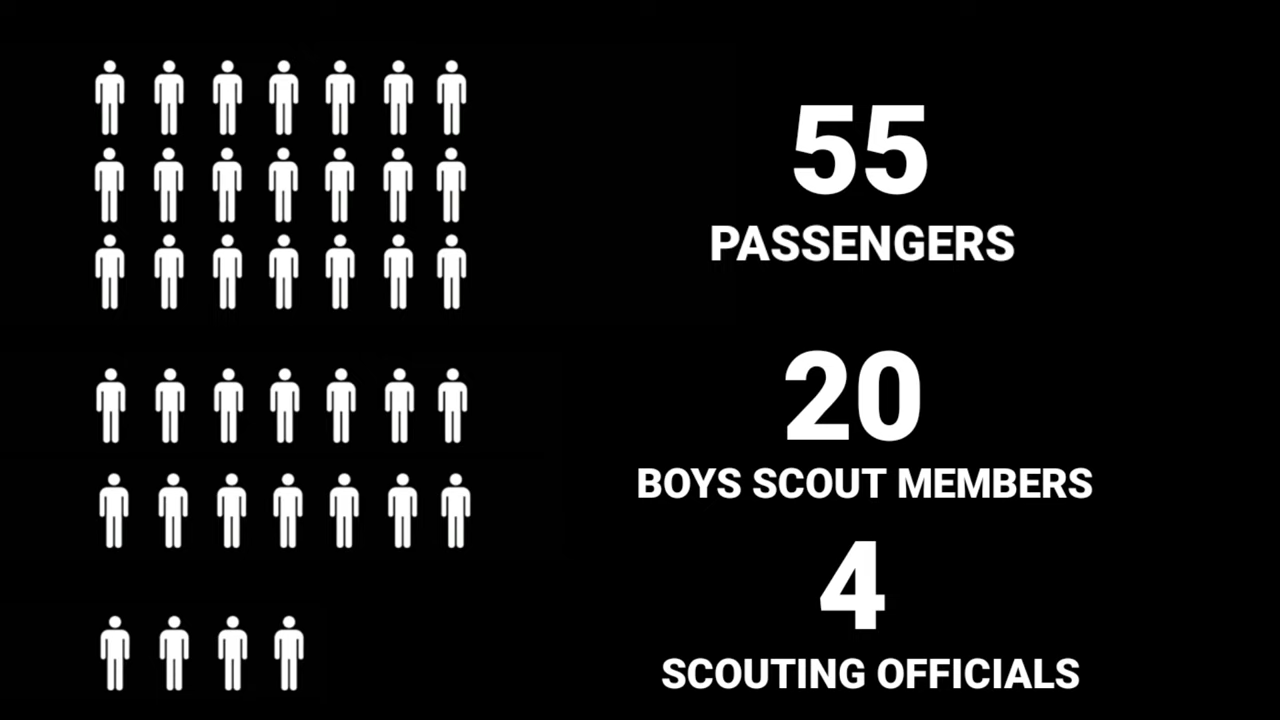 55
PASSENGERS
20
BOYS SCOUT MEMBERS
4
SCOUTING OFFICIALS